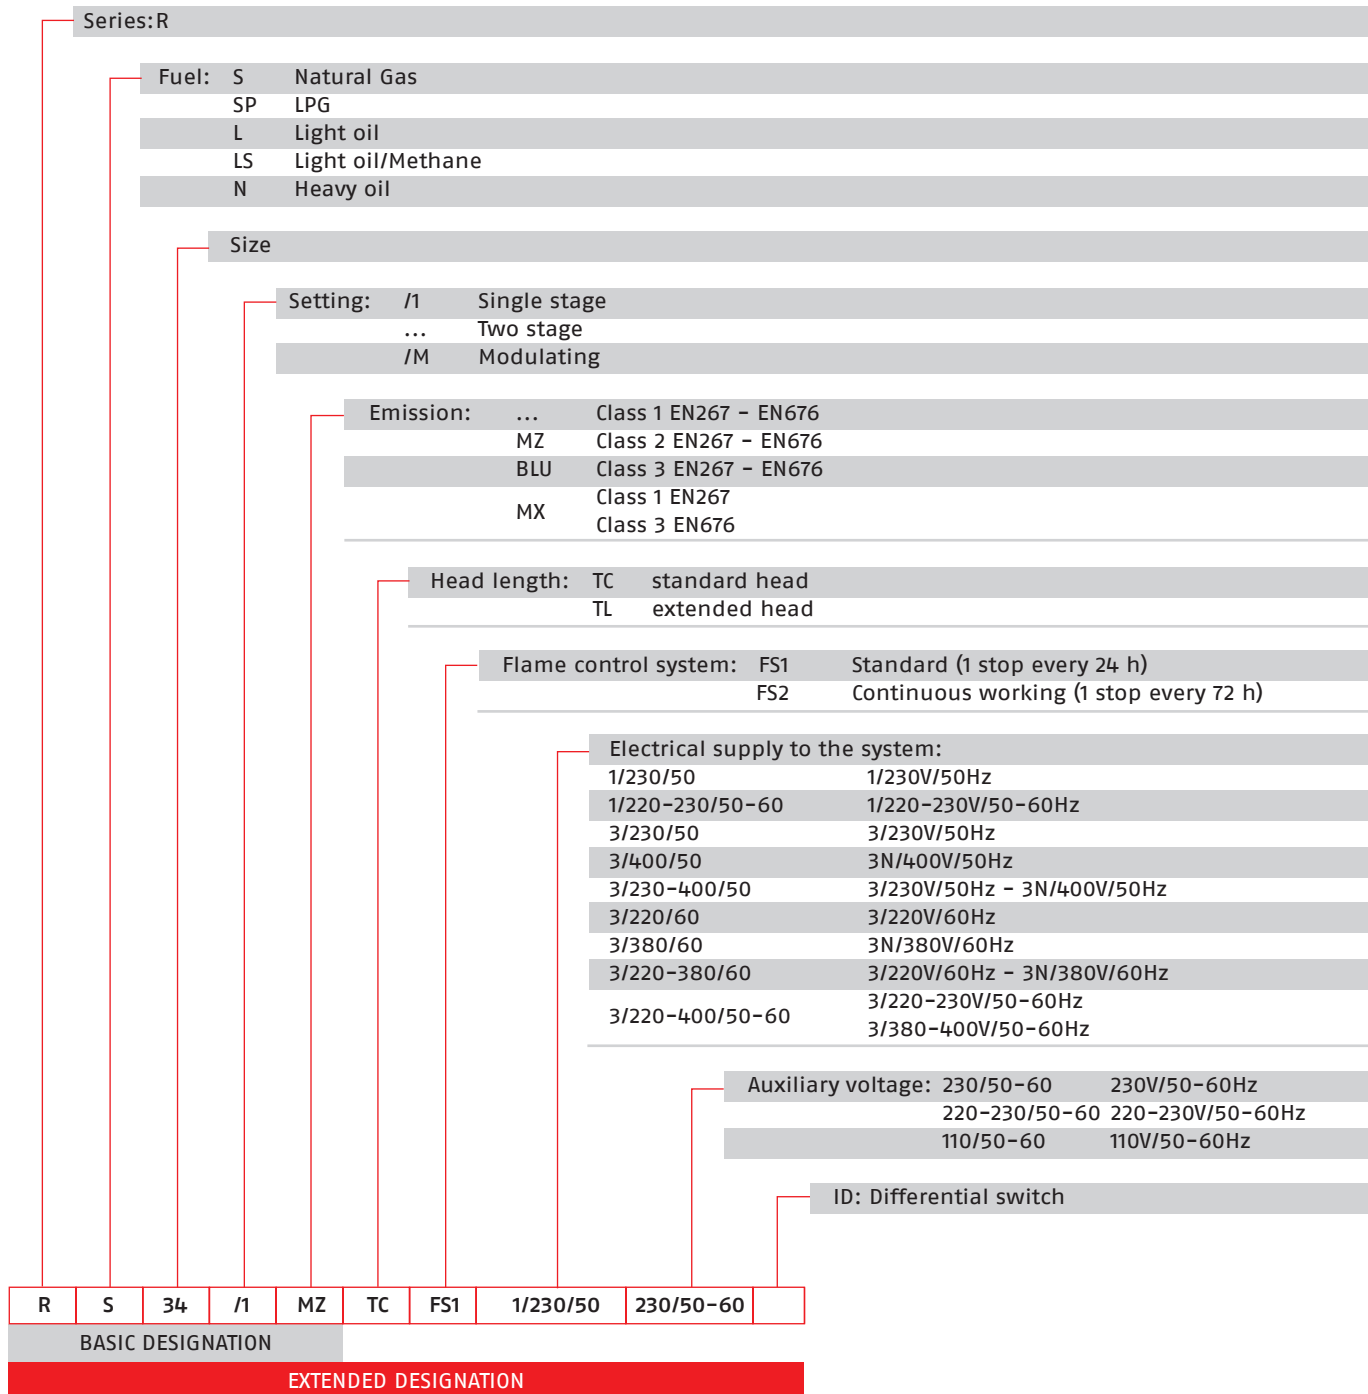 Series: R
Fuel: S Natural Gas
SP LPG
L Light oil
LS Light oil/Methane
N Heavy oil
Size
Setting: /1 Single stage
... Two stage
/M Modulating
Emission: ... Class 1 EN267 - EN676
MZ Class 2 EN267 - EN676
BLU Class 3 EN267 - EN676
MX Class 1 EN267
Class 3 EN676
Head length: TC standard head
TL extended head
Flame control system: FS1 Standard (1 stop every 24 h)
FS2 Continuous working (1 stop every 72 h)
Electrical supply to the system:
1/230/50 1/230V/50Hz
1/220-230/50-60 1/220-230V/50-60Hz
3/230/50 3/230V/50Hz
3/400/50 3N/400V/50Hz
3/230-400/50 3/230V/50Hz - 3N/400V/50Hz
3/220/60 3/220V/60Hz
3/380/60 3N/380V/60Hz
3/220-380/60 3/220V/60Hz - 3N/380V/60Hz
3/220-400/50-60 3/220-230V/50-60Hz
3/380-400V/50-60Hz
Auxiliary voltage: 230/50-60 230V/50-60Hz
220-230/50-60 220-230V/50-60Hz
110/50-60 110V/50-60Hz
ID: Differential switch
R S 34 /1 MZ TC FS1 1/230/50 230/50-60
BASIC DESIGNATION
EXTENDED DESIGNATION